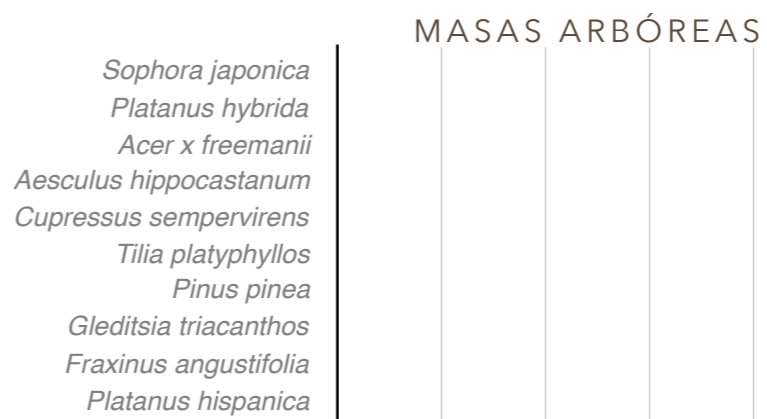 MASAS ARBÓREAS
Sophora japonica
Platanus hybrida
Acer x freemanii
Aesculus hippocastanum
Cupressus sempervirens
Tilia platyphyllos
Pinus pinea
Gleditsia triacanthos
Fraxinus angustifolia
Platanus hispanica